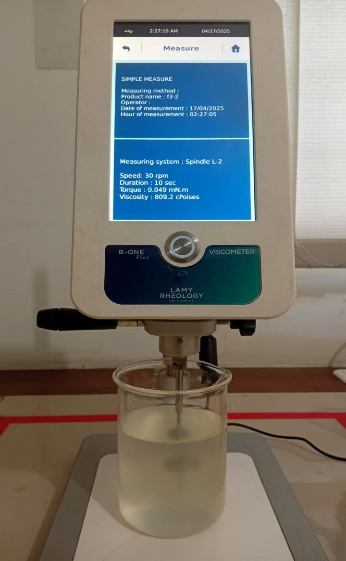 2:27:10 AM 04/17/2025
Measure
SIMPLE MEASURE
Measuring method :
Product name : f3-2
Operator :
Date of measurement : 17/04/2025
Hour of measurement : 02:27:05
Measuring system : Spindle L-2
Speed: 30 rpm
Duration : 10 sec
Torque : 0.049 mN.m
Viscosity : 809.2 cPoises
B-ONE Plus VISCOMETER
LAMY
RHEOLOGY